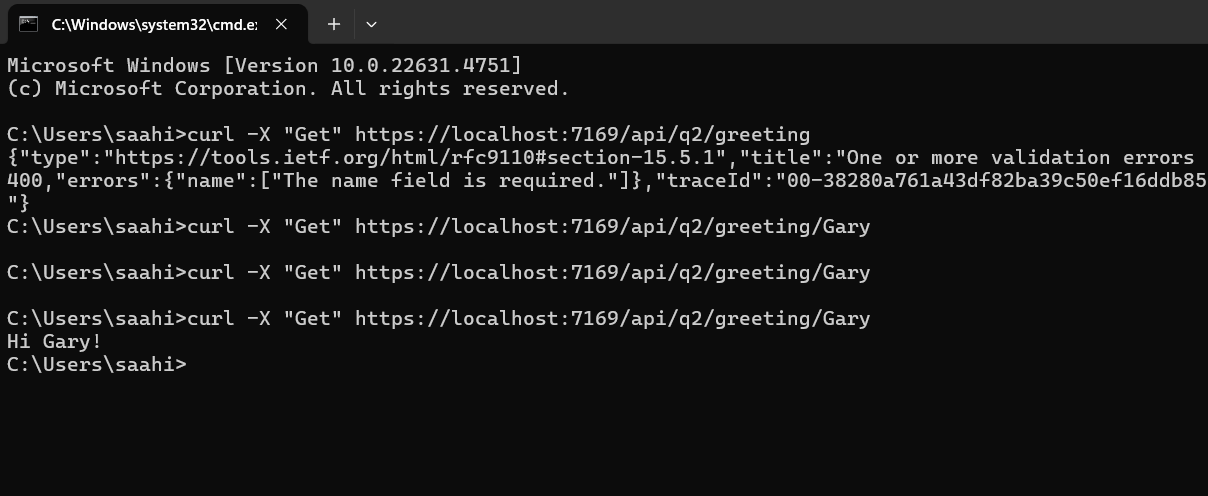 C:\Windows\system32\cmd.e
Microsoft Windows [Version 10.0.22631.4751]
(c) Microsoft Corporation. All rights reserved.
C:\Users\saahi>curl -X "Get" https://localhost:7169/api/q2/greeting
{"type":"https://tools.ietf.org/html/rfc9110#section-15.5.1","title":"One or more validation errors
400,"errors":{"name":["The name field is required."]},"traceId":"00-38280a761a43df82ba39c50ef16ddb85
"}
C:\Users\saahi>curl -X "Get" https://localhost:7169/api/q2/greeting/Gary
C:\Users\saahi>curl -X "Get" https://localhost:7169/api/q2/greeting/Gary
C:\Users\saahi>curl -X "Get" https://localhost:7169/api/q2/greeting/Gary
Hi Gary!
C:\Users\saahi>